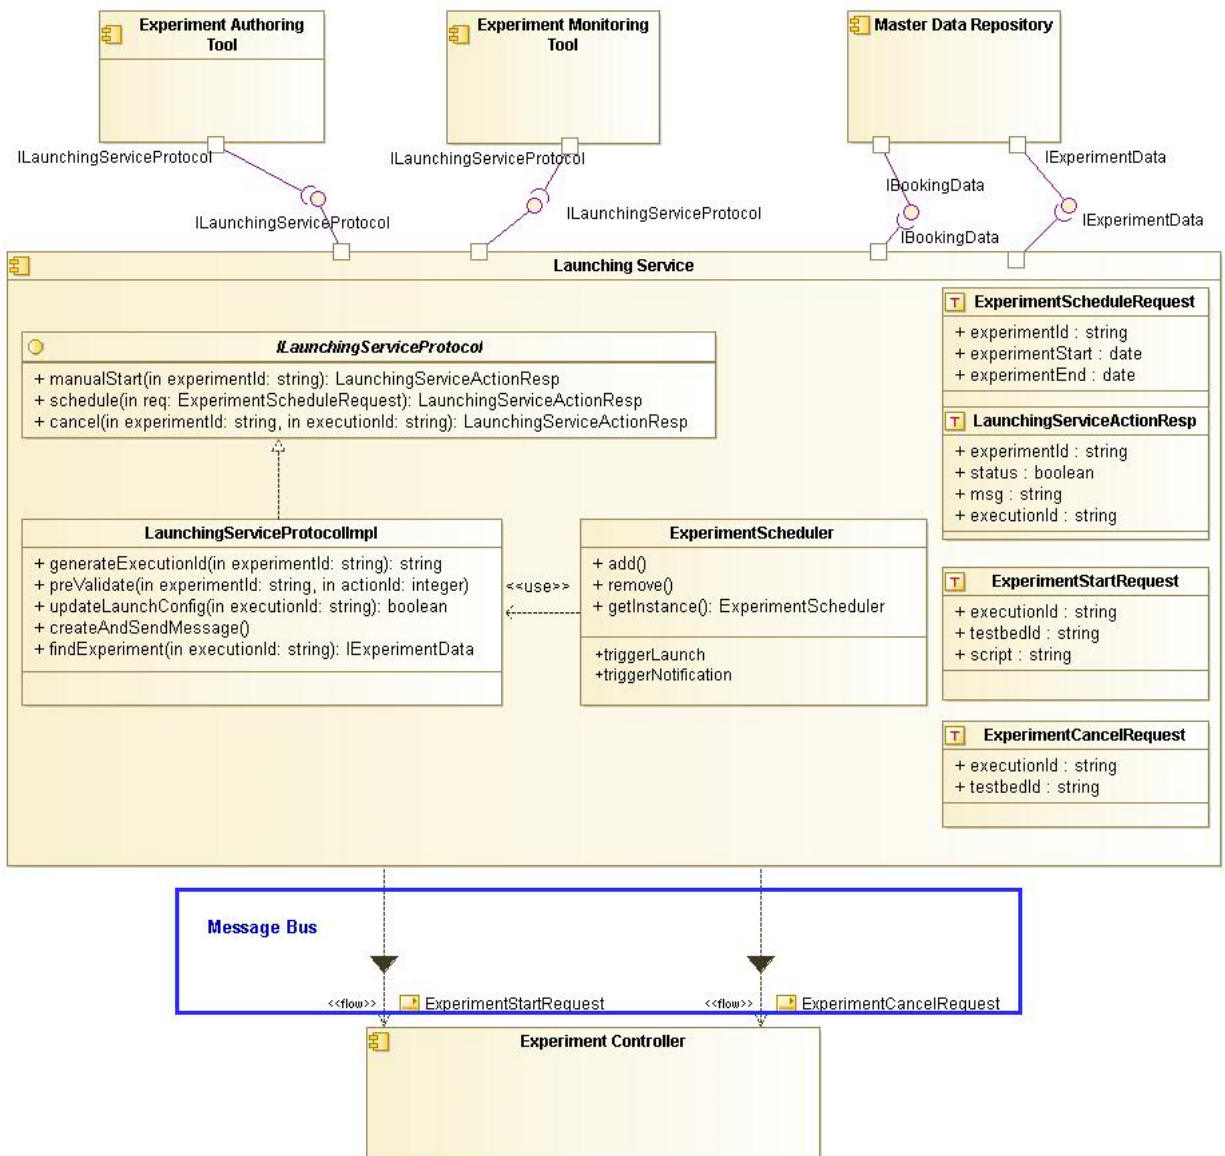 Experiment Authoring
Tool
Experiment Monitoring
Tool
Master Data Repository
ILaunchingServiceProtocol
ILaunchingServiceProtocol
IExperimentData
IBookingData
ILaunchingServiceProtocol
ILaunchingServiceProtocol
IBookingData
IExperimentData
Launching Service
ILaunchingServiceProtocol
+ manualStart(in experimentId: string): LaunchingServiceActionResp
+ schedule(in req: ExperimentScheduleRequest): LaunchingServiceActionResp
+ cancel(in experimentId: string, in executionId: string): LaunchingServiceActionResp
T ExperimentScheduleRequest
+ experimentId : string
+ experimentStart : date
+ experimentEnd : date
T LaunchingServiceActionResp
+ experimentId : string
+ status : boolean
+ msg : string
+ executionId : string
LaunchingServiceProtocolImpl
+ generateExecutionId(in experimentId: string): string
+ preValidate(in experimentId: string, in actionId: integer)
+ updateLaunchConfig(in executionId: string): boolean
+ createAndSendMessage()
+ findExperiment(in executionId: string): IExperimentData
<<use>>
ExperimentScheduler
+ add()
+ remove()
+ getInstance(): ExperimentScheduler
+triggerLaunch
+triggerNotification
T ExperimentStartRequest
+ executionId : string
+ testbedId : string
+ script : string
T ExperimentCancelRequest
+ executionId : string
+ testbedId : string
Message Bus
<<flow>> ExperimentStartRequest
<<flow>> ExperimentCancelRequest
Experiment Controller